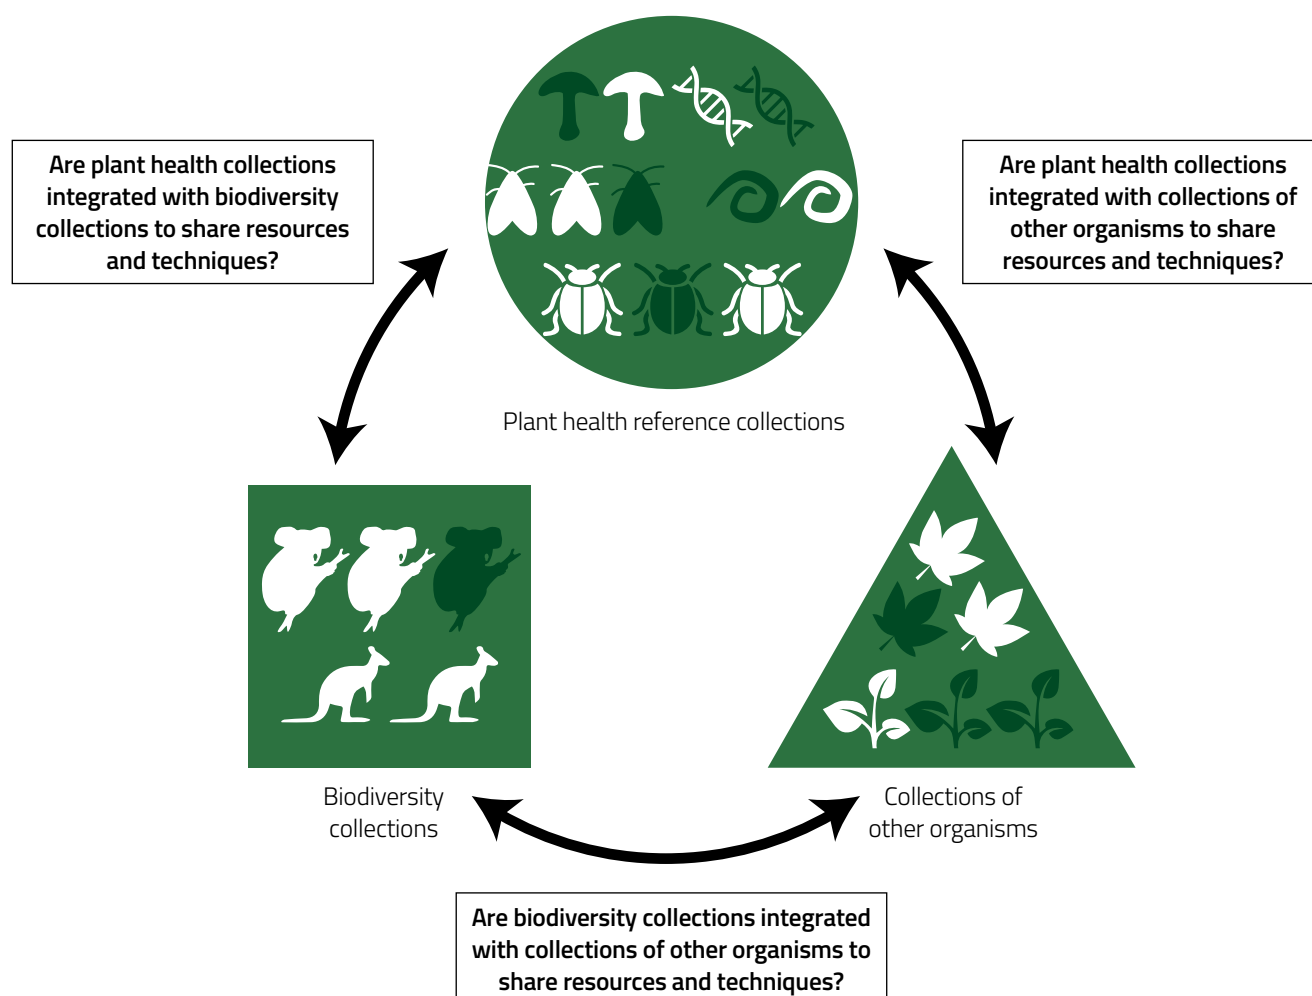 Are plant health collections
integrated with biodiversity
collections to share resources
and techniques?
Are plant health collections
integrated with collections of
other organisms to share
resources and techniques?
Plant health reference collections
Biodiversity
collections
Collections of
other organisms
Are biodiversity collections integrated
with collections of other organisms to
share resources and techniques?